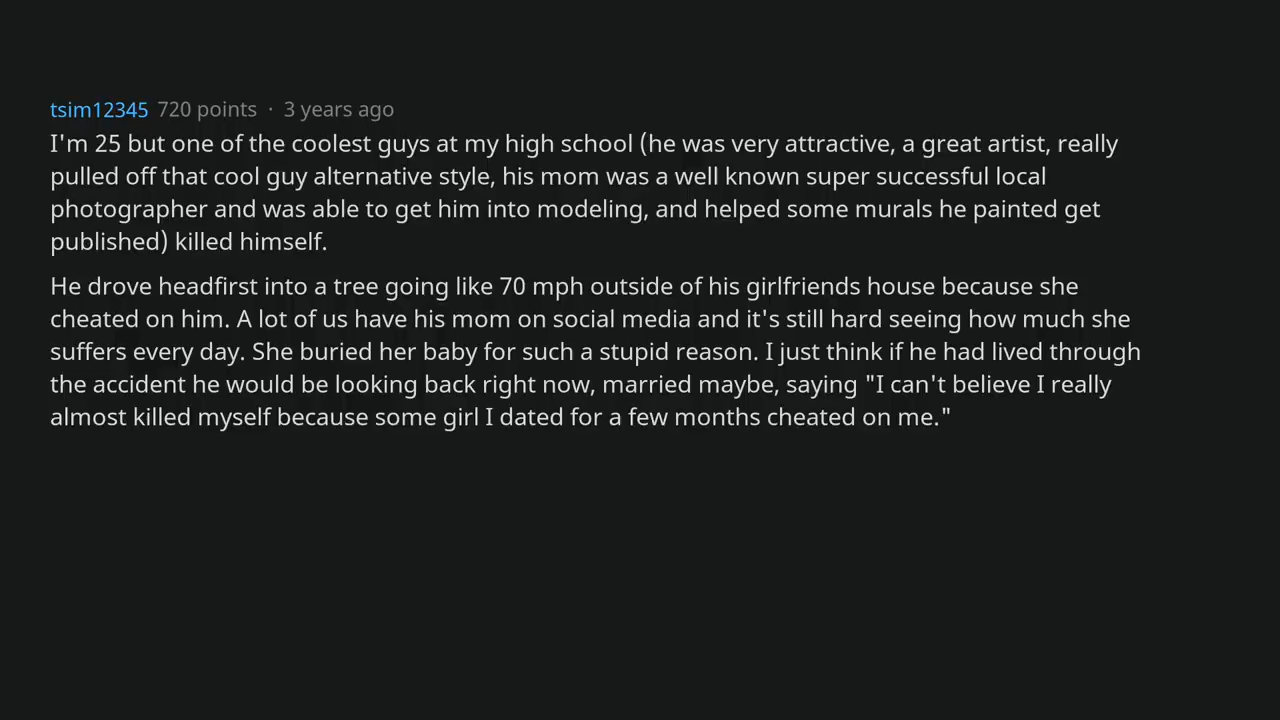 tsim12345 720 points · 3 years ago
I'm 25 but one of the coolest guys at my high school (he was very attractive, a great artist, really
pulled off that cool guy alternative style, his mom was a well known super successful local
photographer and was able to get him into modeling, and helped some murals he painted get
published) killed himself.
He drove headfirst into a tree going like 70 mph outside of his girlfriends house because she
cheated on him. A lot of us have his mom on social media and it's still hard seeing how much she
suffers every day. She buried her baby for such a stupid reason. I just think if he had lived through
the accident he would be looking back right now, married maybe, saying "I can't believe I really
almost killed myself because some girl I dated for a few months cheated on me."